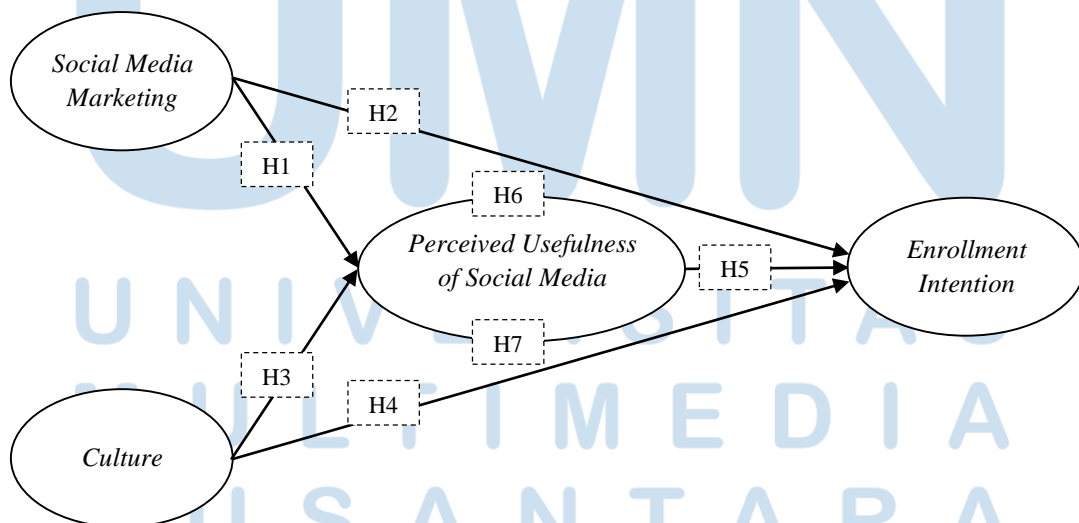 UMN
Social Media
Marketing
H2
H1
H6
Perceived Usefulness
of Social Media
H5
Enrollment
Intention
UNIVERSITAS
H7
H3
H4
MULTIMEDIA
Culture
NUSANTARA